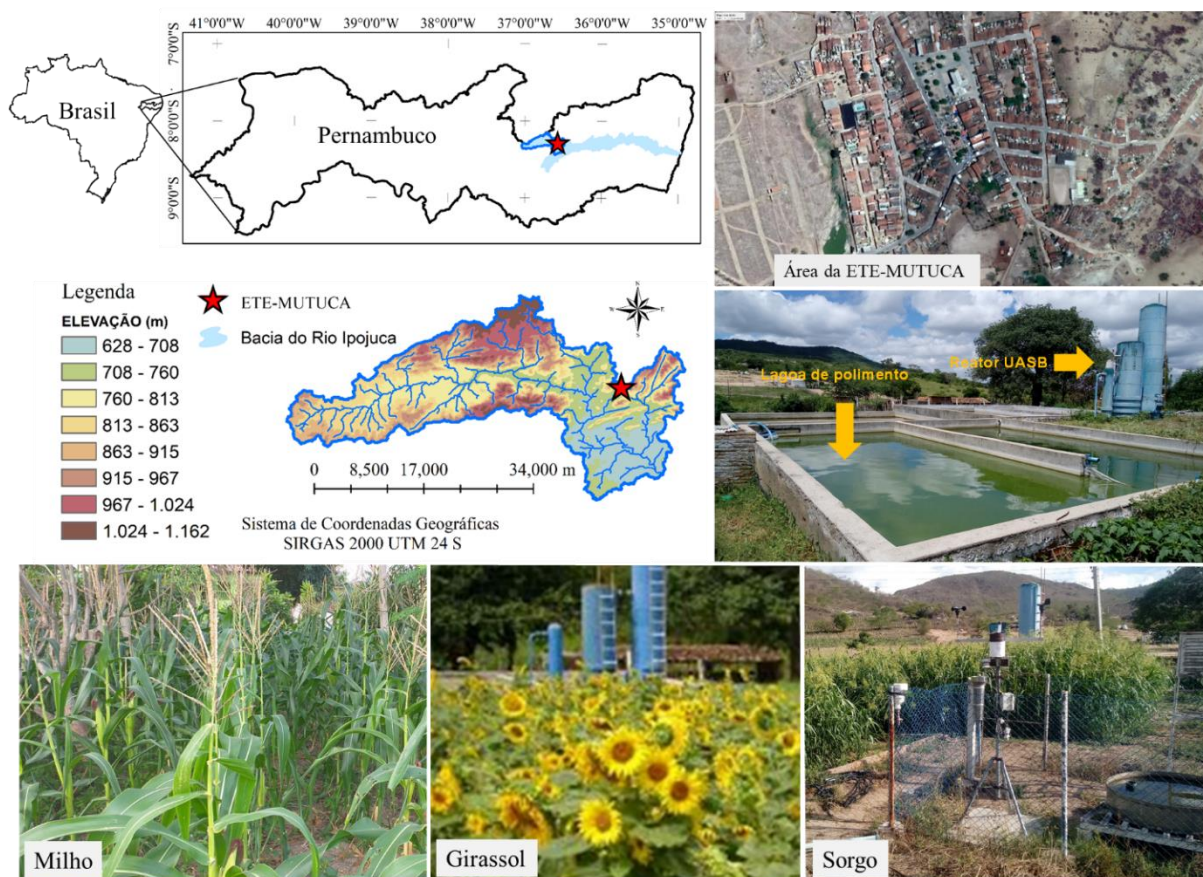 41°0'0"W
40°0'0"W
38°0'0"W
37°0'0"W
36°0'0"W
35°0'0"W
7°0'0"S
8°0'0"S
9°0'0"S
Brasil
Pernambuco
Área da ETE-MUTUCA
Legenda
ELEVAÇÃO (m)
628 - 708
708 - 760
760 - 813
813 - 863
863 - 915
915 - 967
967 - 1.024
1.024 - 1.162
ETE-MUTUCA
Bacia do Rio Ipojuca
N
W
E
S
0 8,500 17,000 34,000 m
Sistema de Coordenadas Geográficas
SIRGAS 2000 UTM 24 S
Lagoa de polimento
Reator UASB
Milho
Girassol
Sorgo